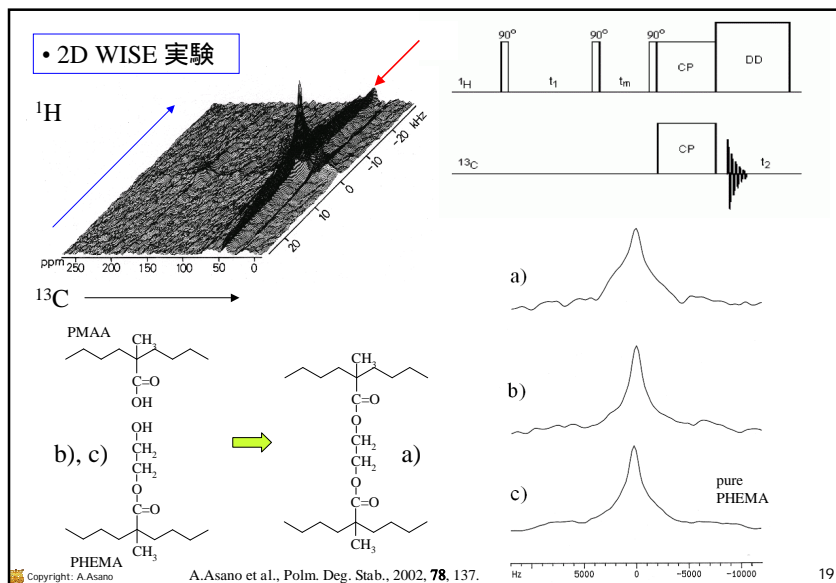 • 2D WISE 実験
¹H
20 10 0 -10 -20 kHz
ppm 250 200 150 100 50 0
¹³C
90° 90° 90°
¹H t₁ tₘ CP DD
¹³C CP t₂
PMAA
CH₃
C=O
OH
OH
CH₂
CH₂
O
C=O
CH₃
PHEMA
b), c)
CH₃
C=O
O
CH₂
CH₂
O
C=O
CH₃
a)
a)
b)
c)
pure
PHEMA
Hz 5000 0 -5000 -10000
Copyright: A.Asano
A.Asano et al., Polm. Deg. Stab., 2002, 78, 137.
19